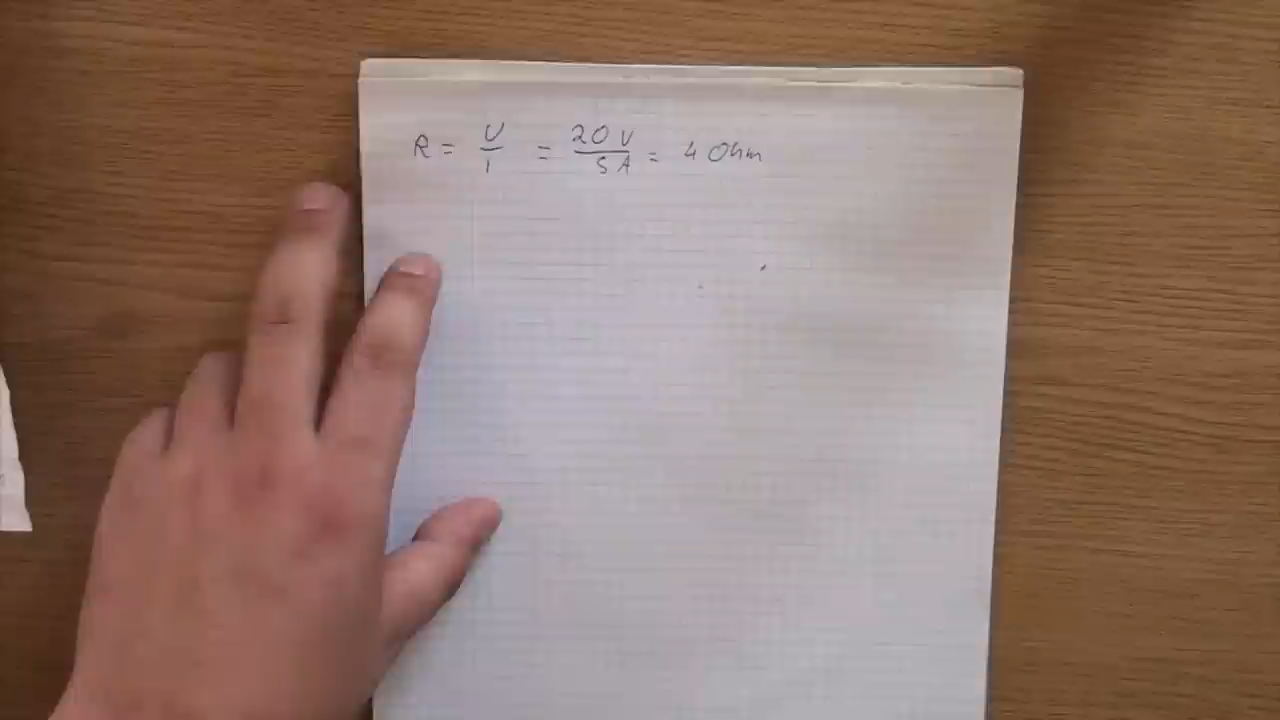 R = U/I = 20 V/5 A = 4 Ohm